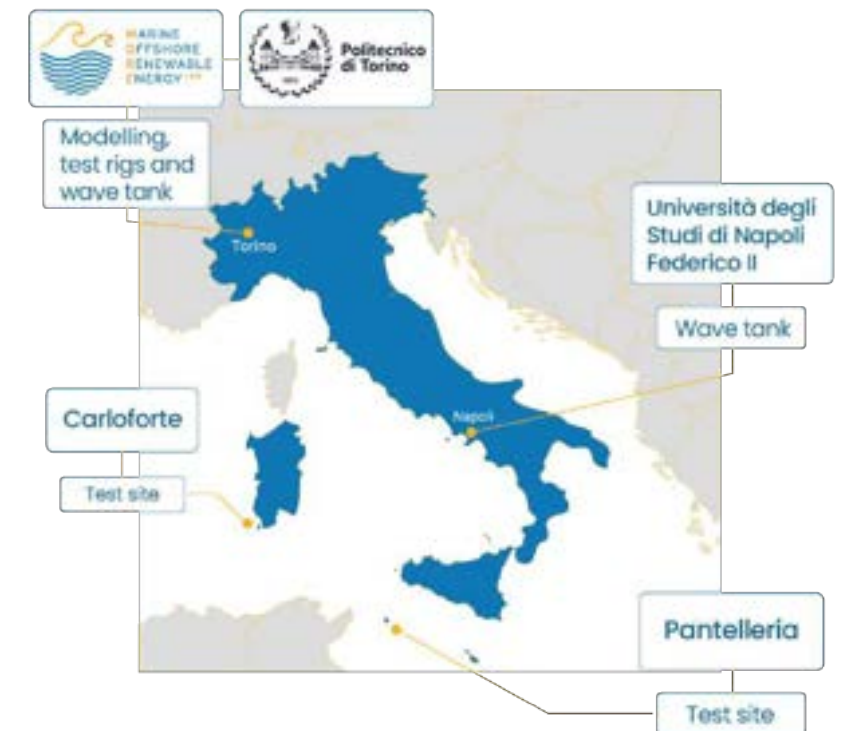 MARINE
OFFSHORE
RENEWABLE
ENERGY
Politecnico
di Torino
Modelling,
test rigs and
wave tank
Torino
Università degli
Studi di Napoli
Federico II
Wave tank
Napoli
Carloforte
Test site
Pantelleria
Test site